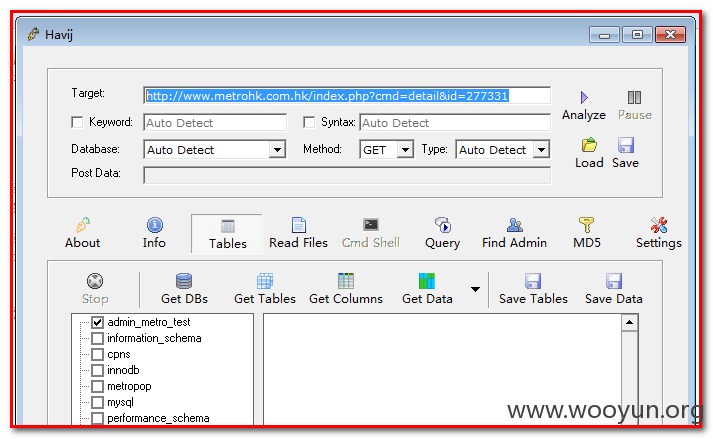 Havij
Target: http://www.metrohk.com.hk/index.php?cmd=detail&id=277331
Analyze Pause
Keyword: Auto Detect Syntax: Auto Detect
Database: Auto Detect Method: GET Type: Auto Detect
Load Save
Post Data:
About Info Tables Read Files Cmd Shell Query Find Admin MD5 Settings
Stop Get DBs Get Tables Get Columns Get Data Save Tables Save Data
admin_metro_test
information_schema
cpns
innodb
metropop
mysql
performance_schema
www.wooyun.org